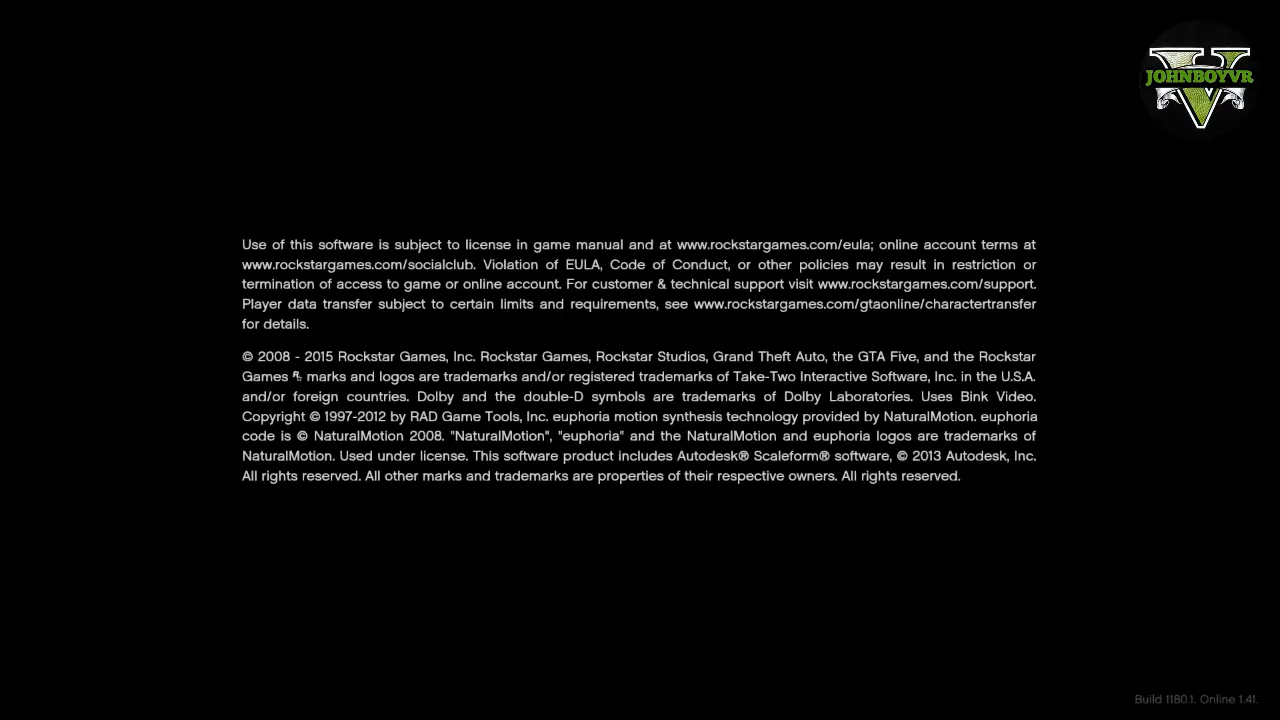 JOHNBOYVR
Use of this software is subject to license in game manual and at www.rockstargames.com/eula; online account terms at
www.rockstargames.com/socialclub. Violation of EULA, Code of Conduct, or other policies may result in restriction or
termination of access to game or online account. For customer & technical support visit www.rockstargames.com/support.
Player data transfer subject to certain limits and requirements, see www.rockstargames.com/gtaonline/charactertransfer
for details.
© 2008 - 2015 Rockstar Games, Inc. Rockstar Games, Rockstar Studios, Grand Theft Auto, the GTA Five, and the Rockstar
Games R* marks and logos are trademarks and/or registered trademarks of Take-Two Interactive Software, Inc. in the U.S.A.
and/or foreign countries. Dolby and the double-D symbols are trademarks of Dolby Laboratories. Uses Bink Video.
Copyright © 1997-2012 by RAD Game Tools, Inc. euphoria motion synthesis technology provided by NaturalMotion. euphoria
code is © NaturalMotion 2008. "NaturalMotion", "euphoria" and the NaturalMotion and euphoria logos are trademarks of
NaturalMotion. Used under license. This software product includes Autodesk® Scaleform® software, © 2013 Autodesk, Inc.
All rights reserved. All other marks and trademarks are properties of their respective owners. All rights reserved.
Build 1180.1. Online 1.41.